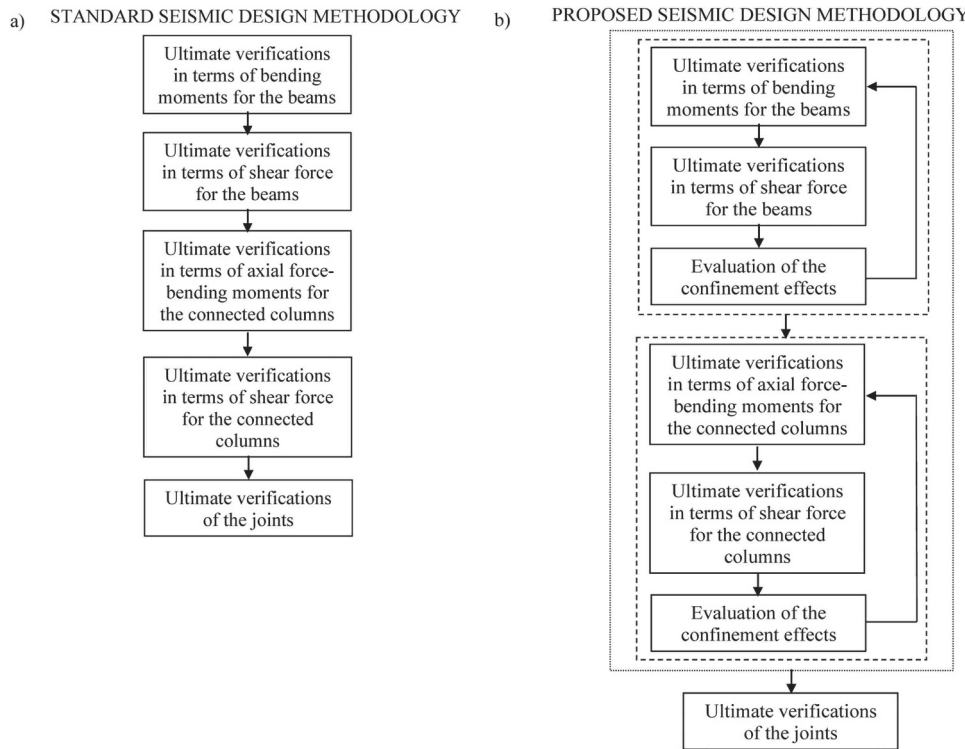 a)
STANDARD SEISMIC DESIGN METHODOLOGY
Ultimate verifications
in terms of bending
moments for the beams
Ultimate verifications
in terms of shear force
for the beams
Ultimate verifications
in terms of axial force-
bending moments for
the connected columns
Ultimate verifications
in terms of shear force
for the connected
columns
Ultimate verifications
of the joints
b)
PROPOSED SEISMIC DESIGN METHODOLOGY
Ultimate verifications
in terms of bending
moments for the beams
Ultimate verifications
in terms of shear force
for the beams
Evaluation of the
confinement effects
Ultimate verifications
in terms of axial force-
bending moments for
the connected columns
Ultimate verifications
in terms of shear force
for the connected
columns
Evaluation of the
confinement effects
Ultimate verifications
of the joints